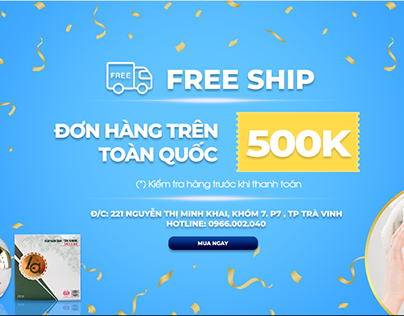 FREE
FREE SHIP
ĐƠN HÀNG TRÊN
TOÀN QUỐC
500K
(*) Kiểm tra hàng trước khi thanh toán
Đ/C: 221 NGUYỄN THỊ MINH KHAI, KHÓM 7. P7 , TP TRÀ VINH
HOTLINE: 0966.002.040
MUA NGAY